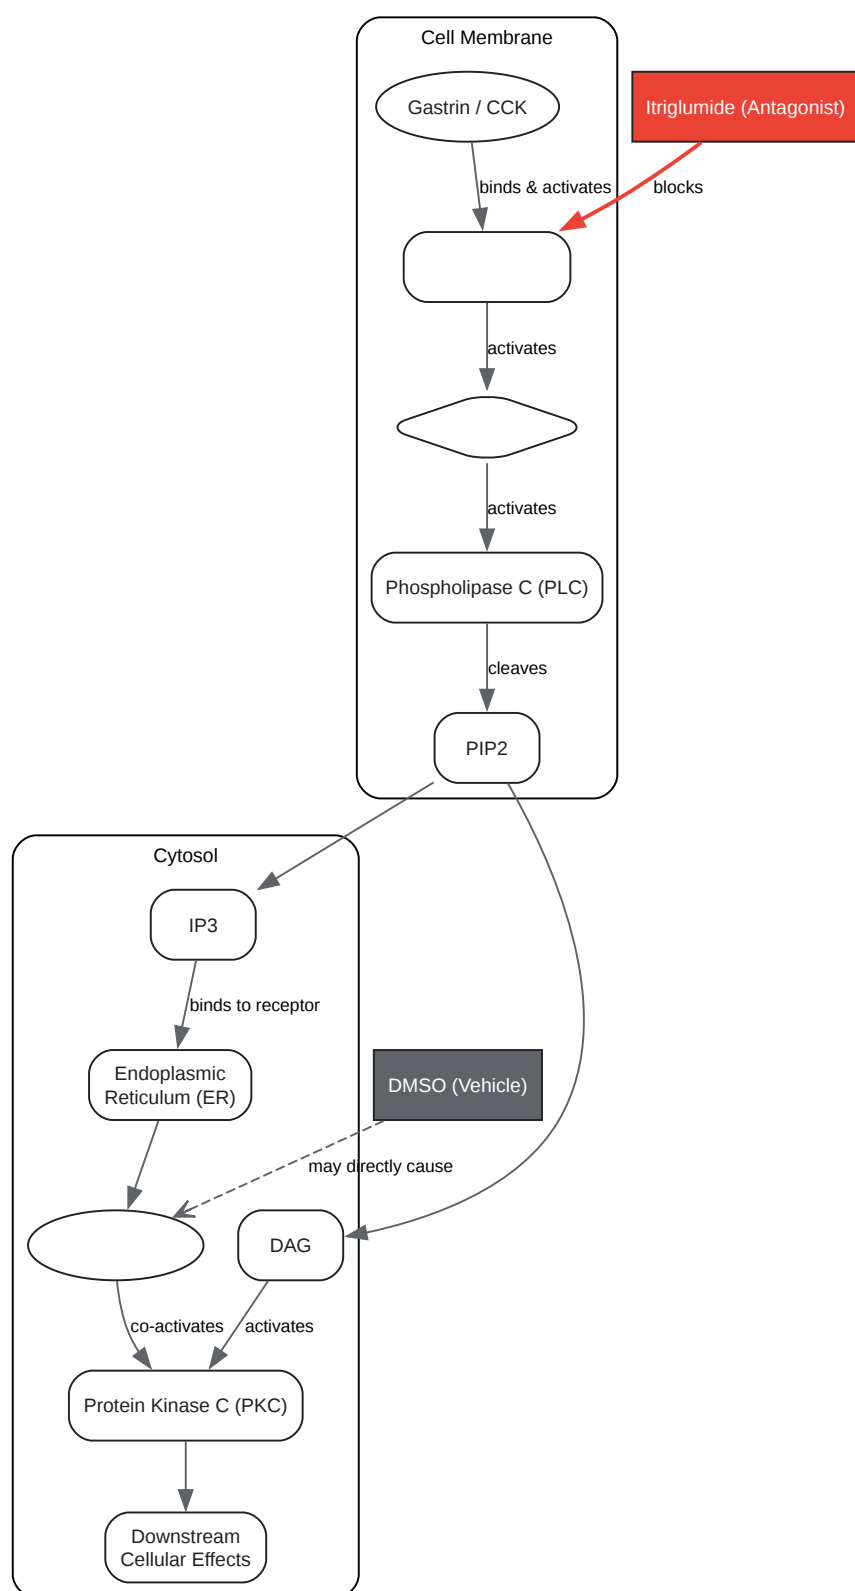 Cell Membrane
Gastrin / CCK
Itriglumide (Antagonist)
binds & activates
blocks
activates
activates
Phospholipase C (PLC)
cleaves
PIP2
Cytosol
IP3
binds to receptor
Endoplasmic
Reticulum (ER)
DMSO (Vehicle)
may directly cause
DAG
co-activates
activates
Protein Kinase C (PKC)
Downstream
Cellular Effects